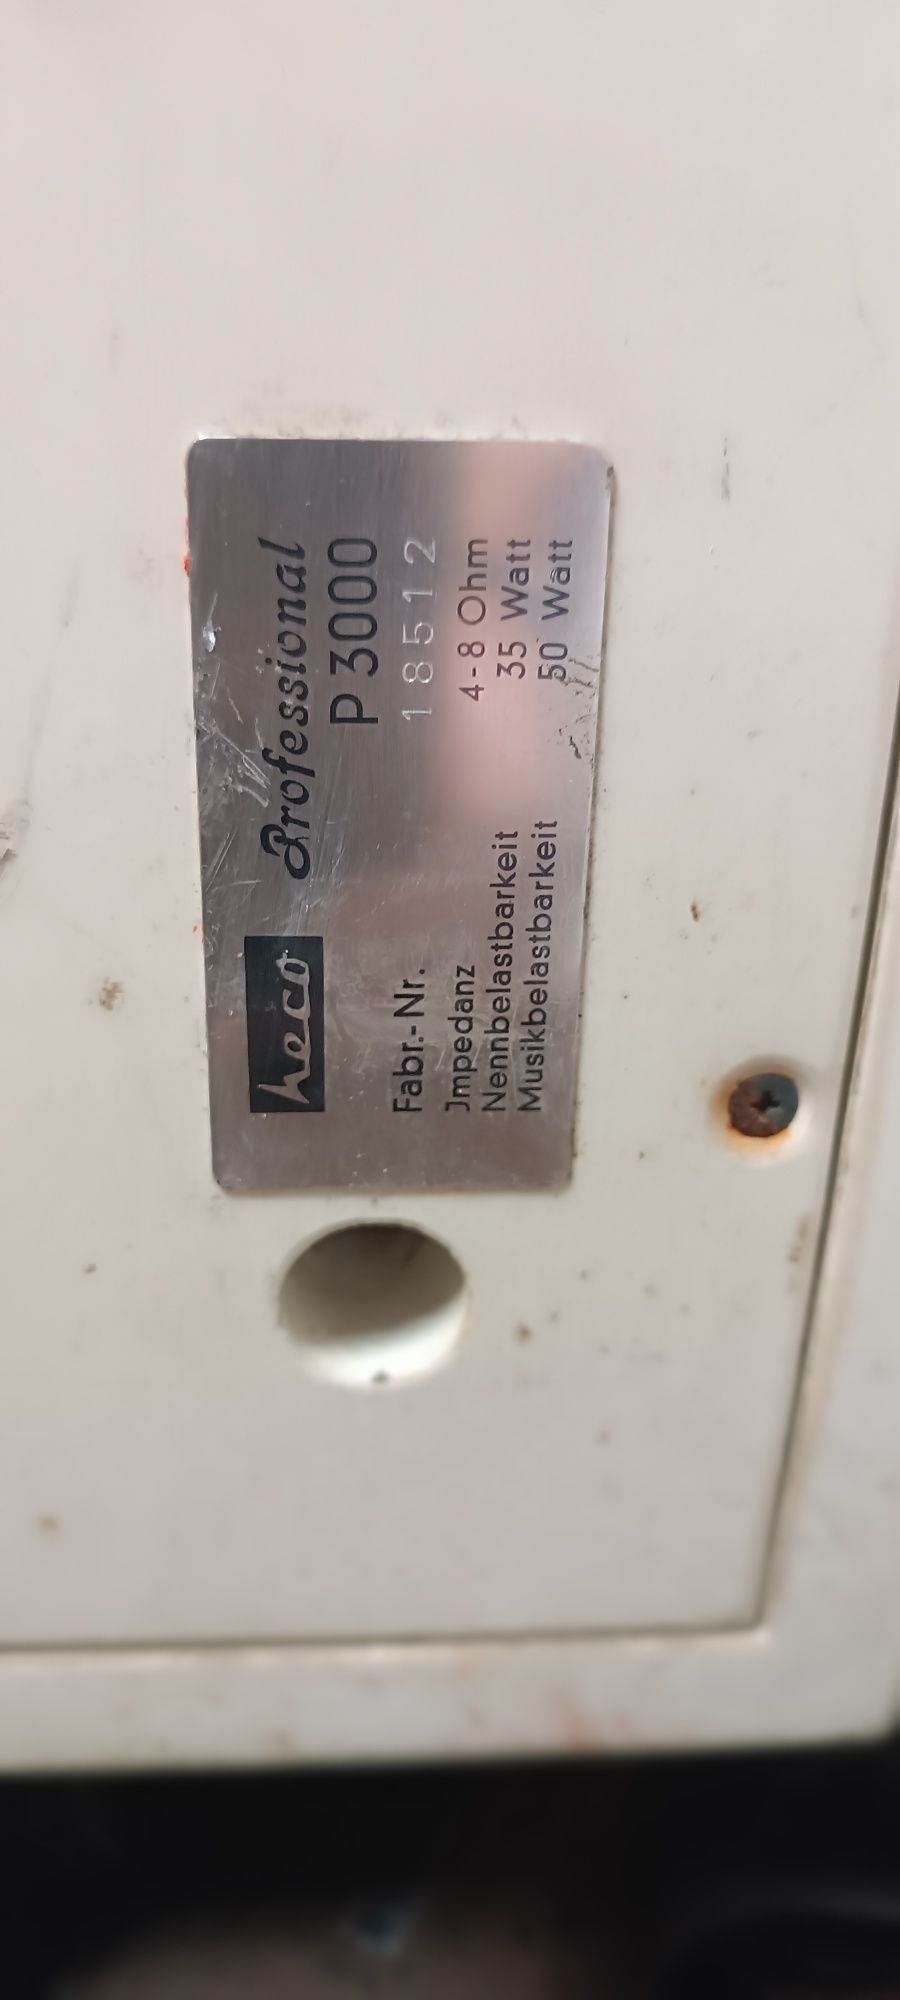 heco Professional
P 3000
Fabr.-Nr. 18512
Jmpedanz 4-8 Ohm
Nennbelastbarkeit 35 Watt
Musikbelastbarkeit 50 Watt